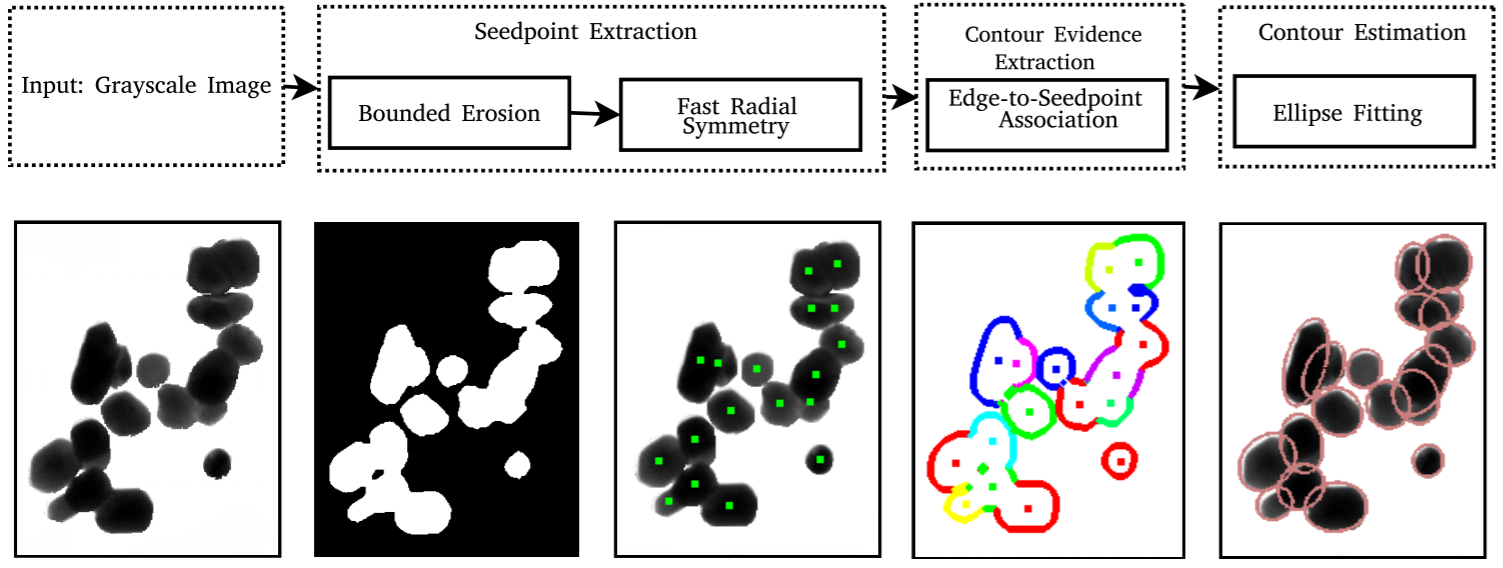 Input: Grayscale Image
Seedpoint Extraction
Bounded Erosion
Fast Radial
Symmetry
Contour Evidence
Extraction
Edge-to-Seedpoint
Association
Contour Estimation
Ellipse Fitting